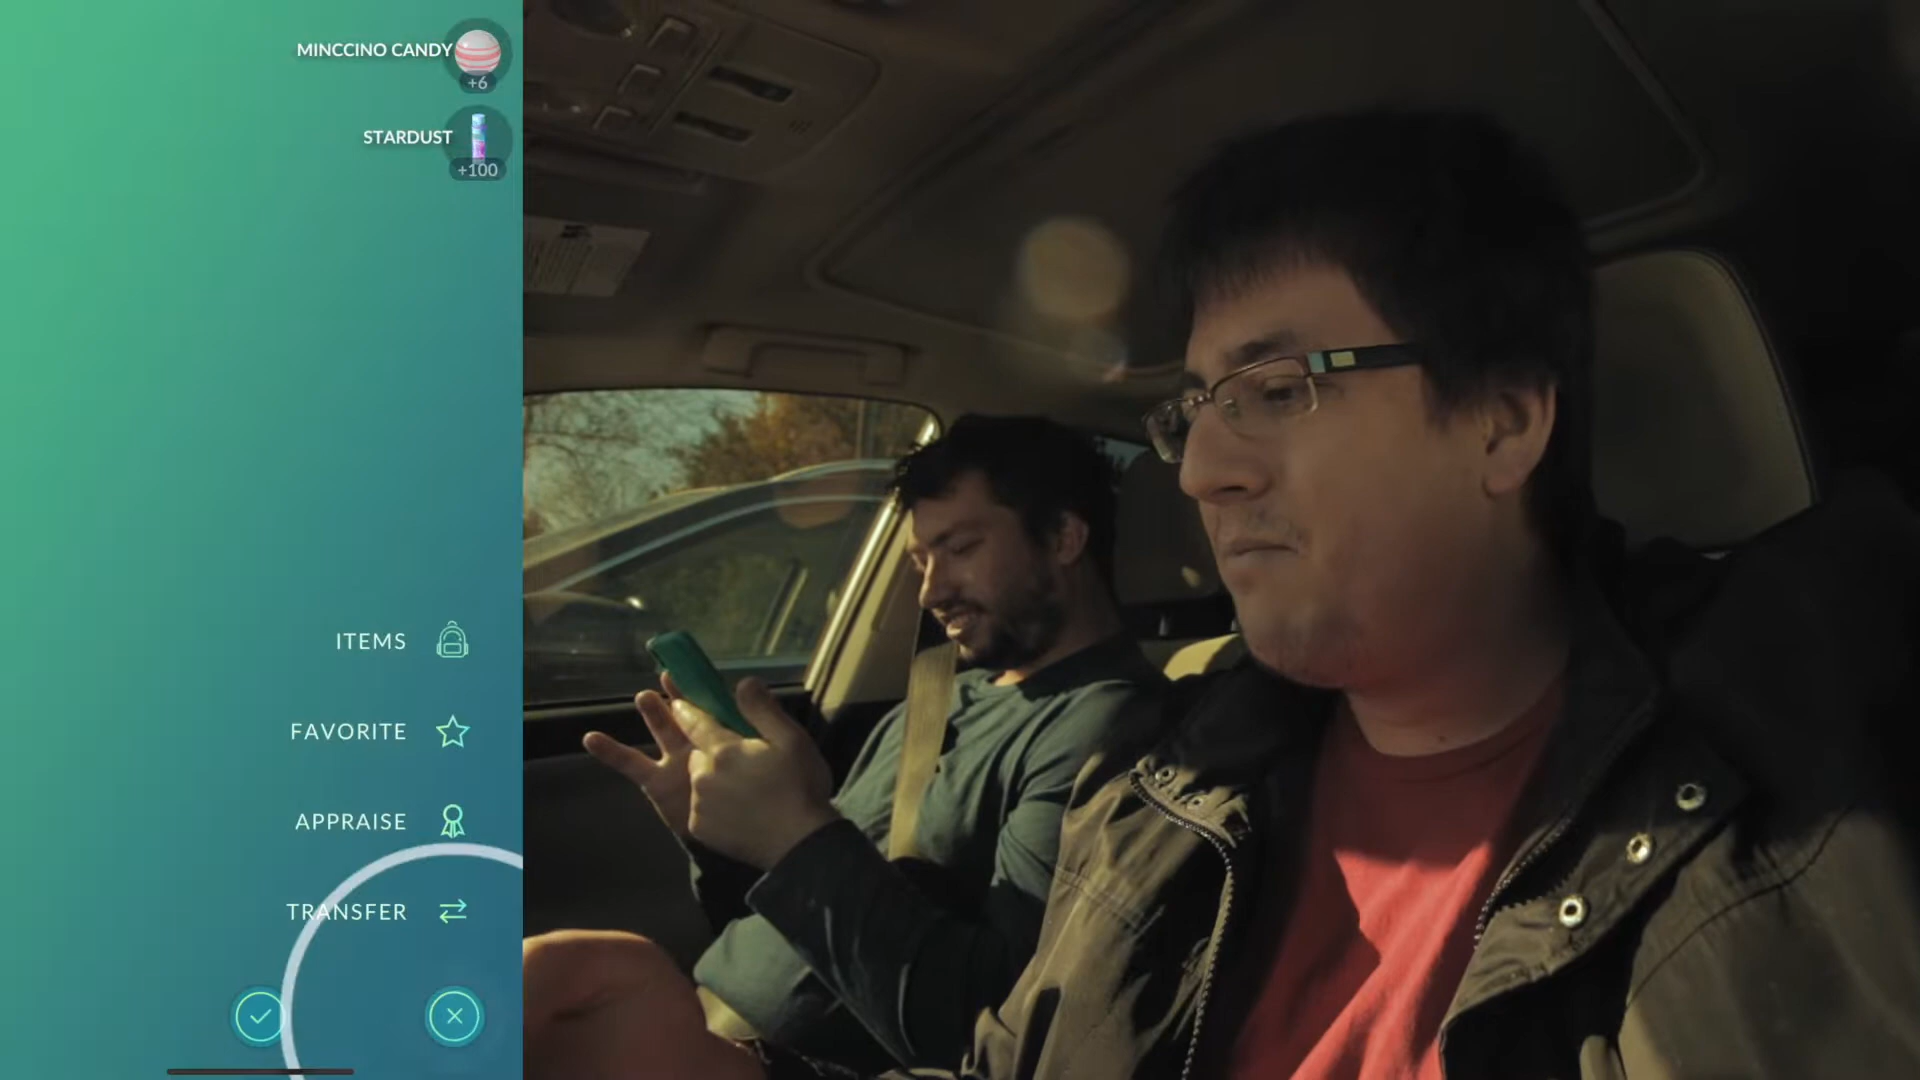 MINCCINO CANDY
+6
STARDUST
+100
ITEMS
FAVORITE
APPRAISE
TRANSFER